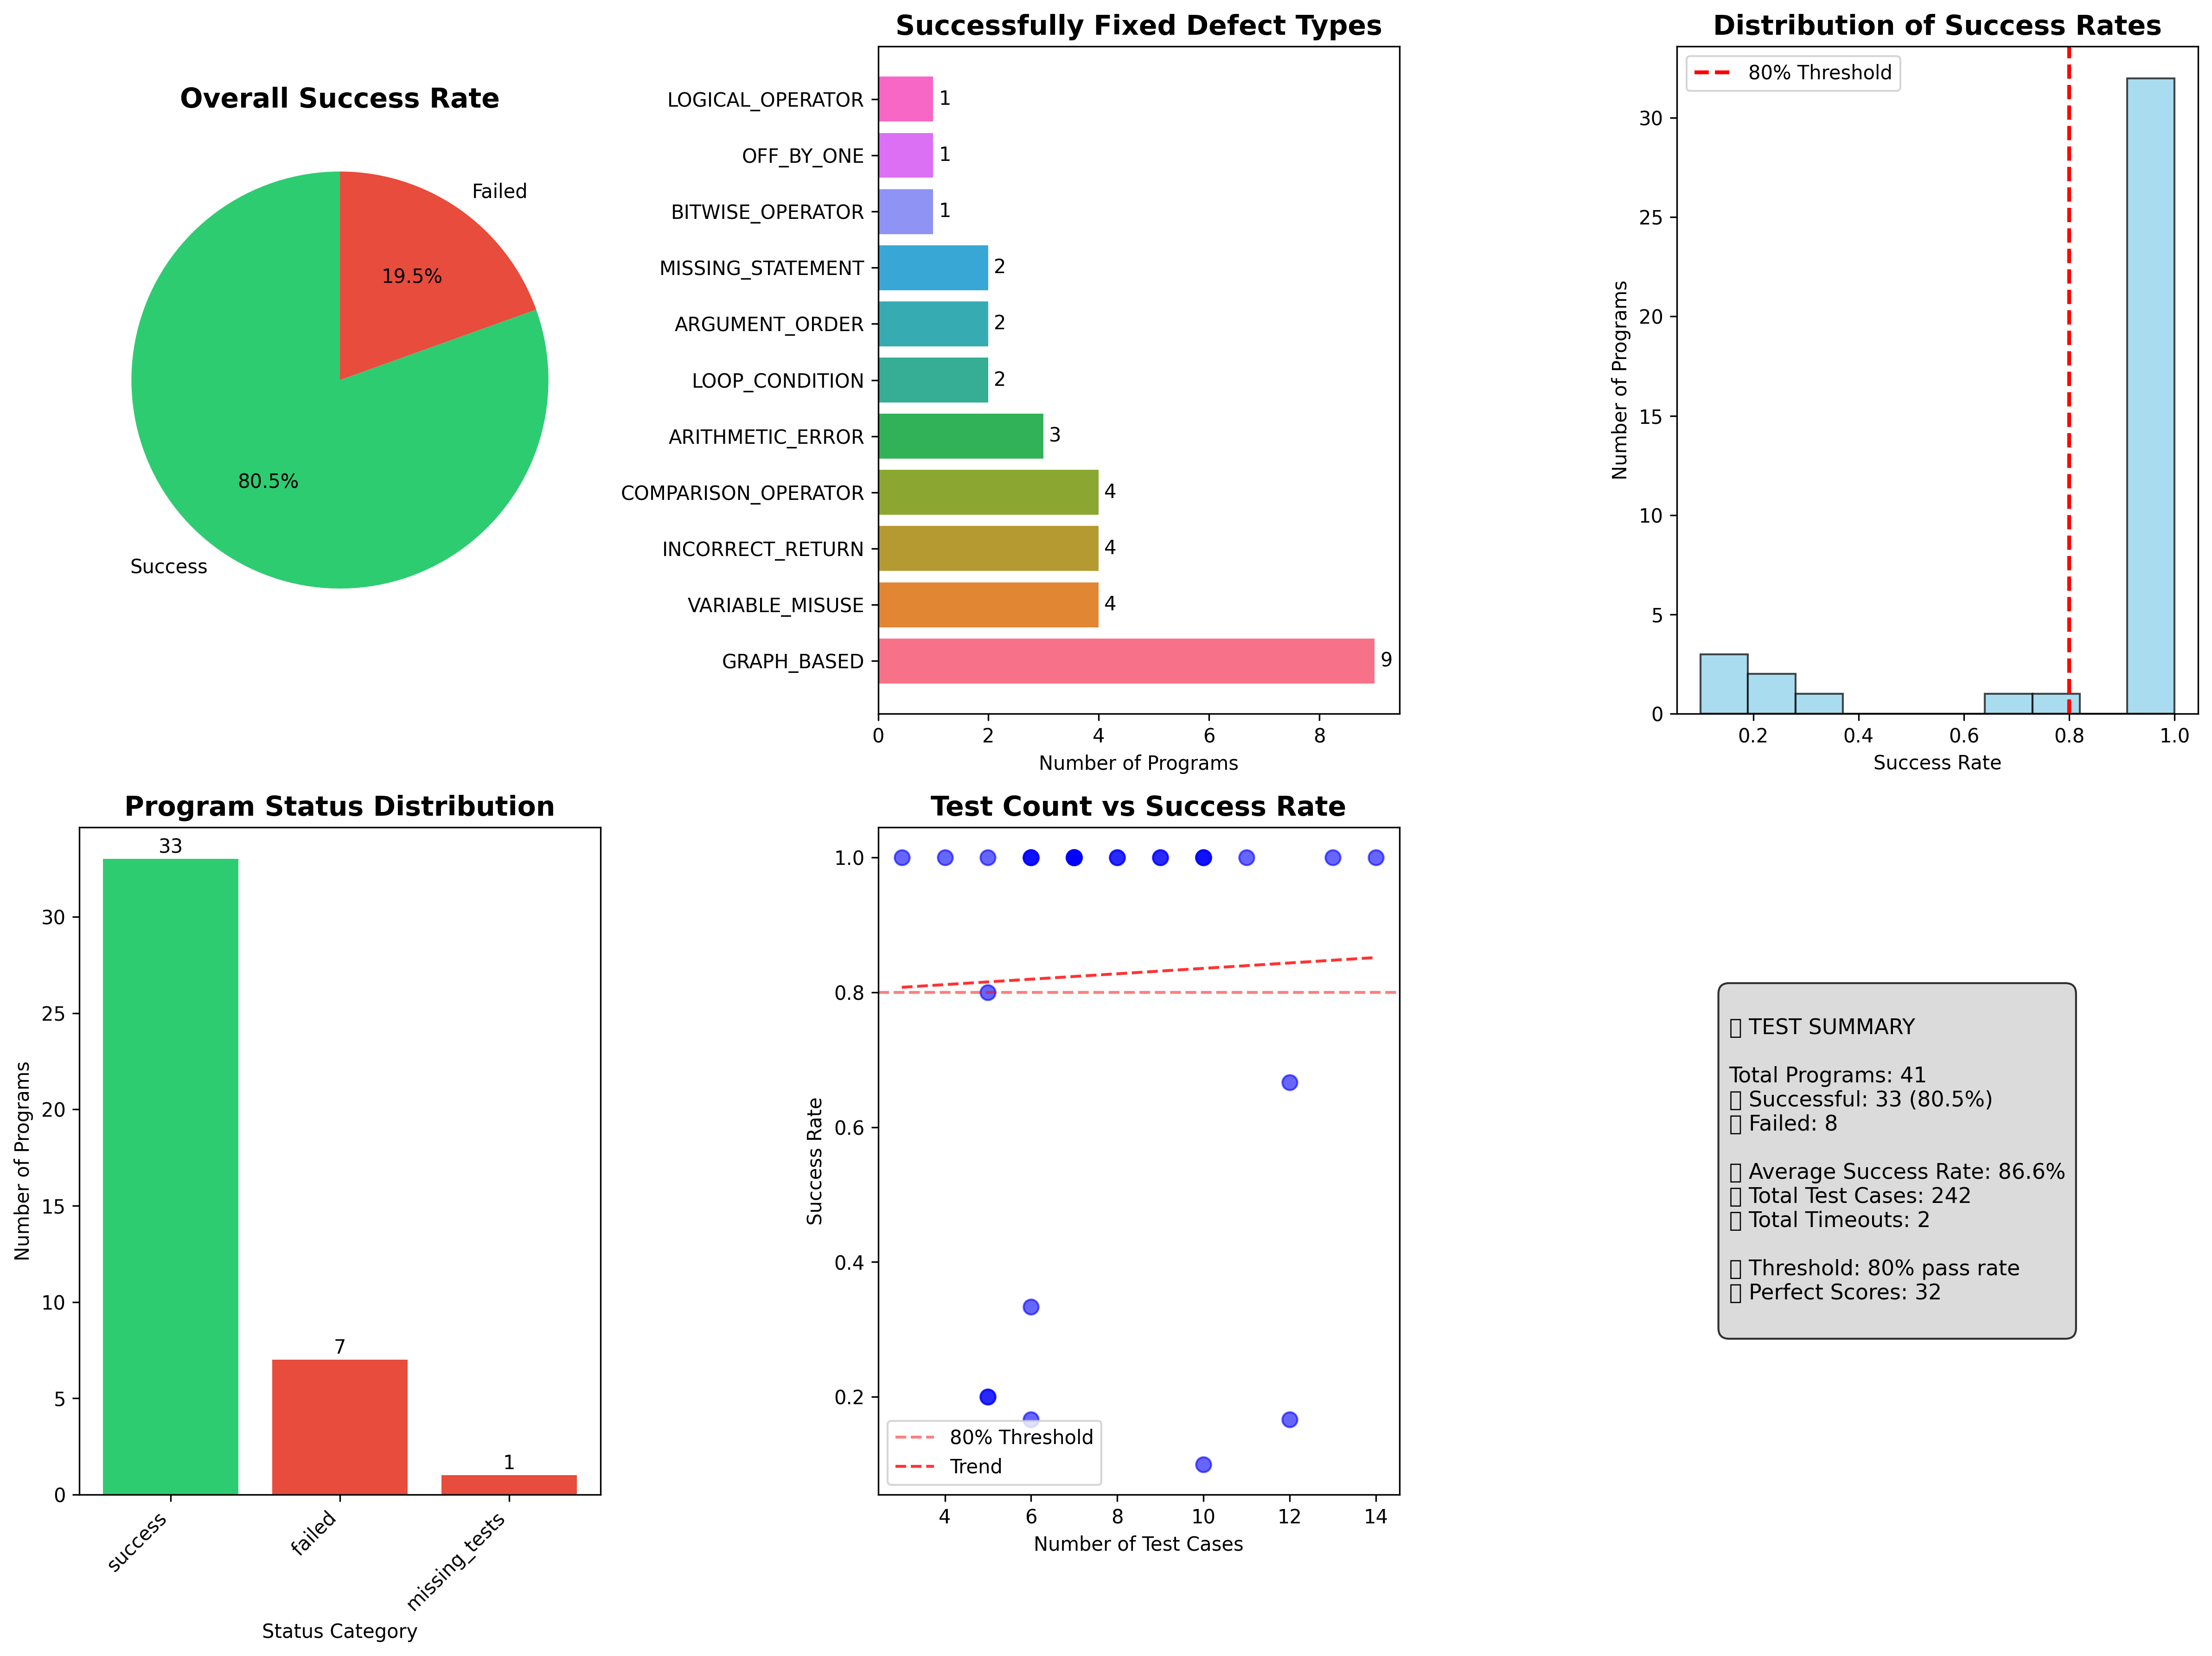 Overall Success Rate
Failed
19.5%
80.5%
Success
Successfully Fixed Defect Types
LOGICAL_OPERATOR
1
OFF_BY_ONE
1
BITWISE_OPERATOR
1
MISSING_STATEMENT
2
ARGUMENT_ORDER
2
LOOP_CONDITION
2
ARITHMETIC_ERROR
3
COMPARISON_OPERATOR
4
INCORRECT_RETURN
4
VARIABLE_MISUSE
4
GRAPH_BASED
9
0 2 4 6 8
Number of Programs
Distribution of Success Rates
80% Threshold
Number of Programs
30
25
20
15
10
5
0
0.2 0.4 0.6 0.8 1.0
Success Rate
Program Status Distribution
Number of Programs
30
25
20
15
10
5
0
33
7
1
success
failed
missing_tests
Status Category
Test Count vs Success Rate
Success Rate
1.0
0.8
0.6
0.4
0.2
80% Threshold
Trend
4 6 8 10 12 14
Number of Test Cases
TEST SUMMARY
Total Programs: 41
Successful: 33 (80.5%)
Failed: 8
Average Success Rate: 86.6%
Total Test Cases: 242
Total Timeouts: 2
Threshold: 80% pass rate
Perfect Scores: 32